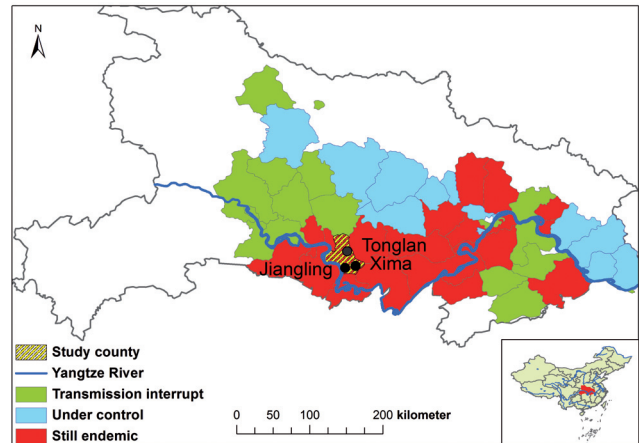 N
Tonglan
Jiangling
Xima
Study county
Yangtze River
Transmission interrupt
Under control
Still endemic
0 50 100 200 kilometer